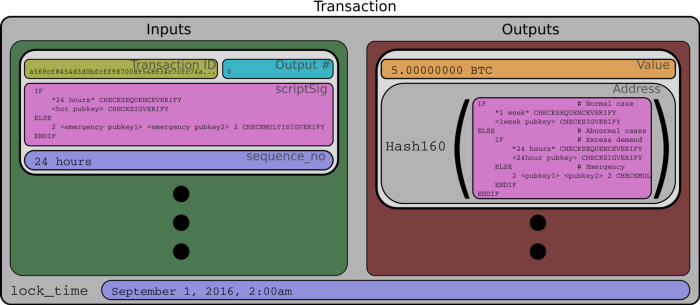 Transaction
Inputs
Transaction ID
a569cf8454d3d0bfcff9870089548934c7cfc74a...
Output #
0
scriptSig
IF
"24 hours" CHECKSEQUENCEVERIFY
<hot pubkey> CHECKSIGVERIFY
ELSE
2 <emergency pubkey1> <emergency pubkey2> 2 CHECKMULTISIGVERIFY
ENDIF
sequence_no
24 hours
Outputs
Value
5.00000000 BTC
Address
Hash160
IF # Normal case
"1 week" CHECKSEQUENCEVERIFY
<1week pubkey> CHECKSIGVERIFY
ELSE # Abnormal cases
IF # Excess demand
"24 hours" CHECKSEQUENCEVERIFY
<24hour pubkey> CHECKSIGVERIFY
ELSE # Emergency
2 <pubkey1> <pubkey2> 2 CHECKMUL
ENDIF
ENDIF
lock_time
September 1, 2016, 2:00am